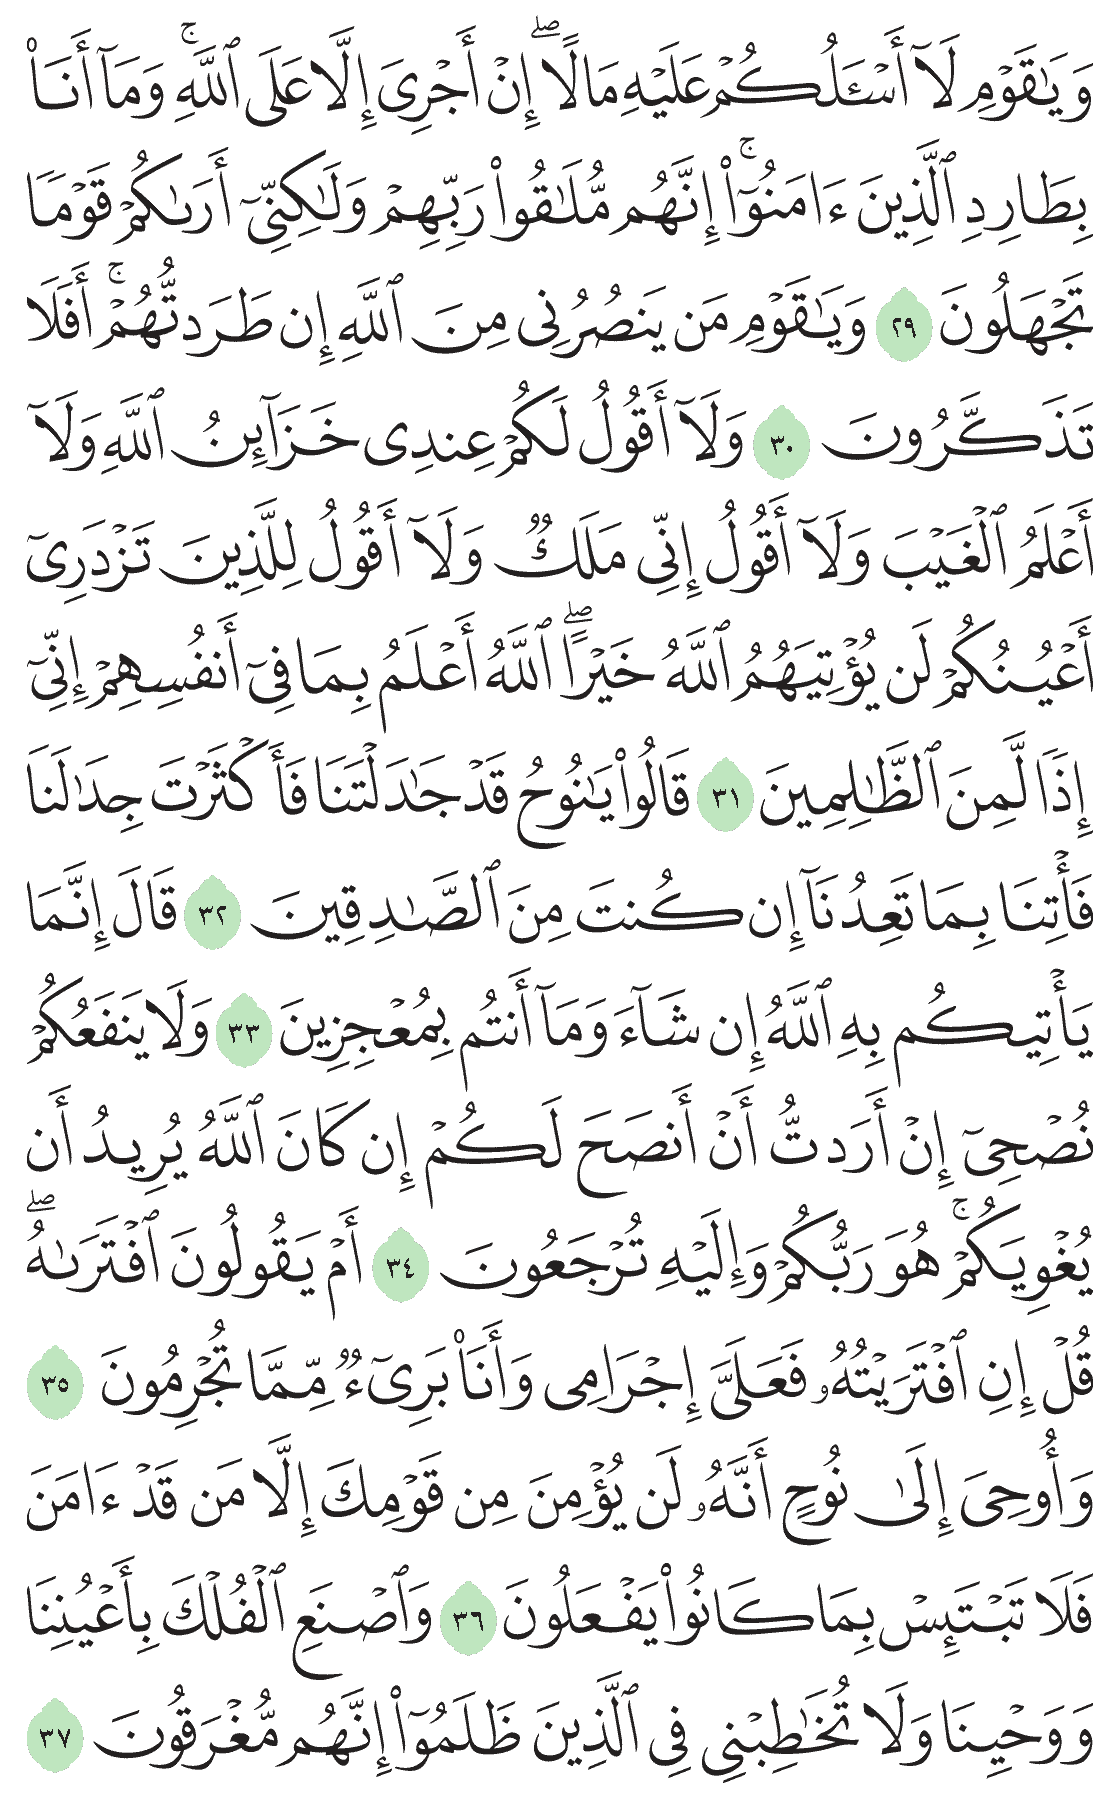 وَيَٰقَوۡمِ لَآ أَسۡـَٔلُكُمۡ عَلَيۡهِ مَالًاۖ إِنۡ أَجۡرِيَ إِلَّا عَلَى ٱللَّهِۚ وَمَآ أَنَا۠
بِطَارِدِ ٱلَّذِينَ ءَامَنُوٓاْۚ إِنَّهُم مُّلَٰقُواْ رَبِّهِمۡ وَلَٰكِنِّيٓ أَرَىٰكُمۡ قَوۡمٗا
تَجۡهَلُونَ ٢٩ وَيَٰقَوۡمِ مَن يَنصُرُنِي مِنَ ٱللَّهِ إِن طَرَدتُّهُمۡۚ أَفَلَا
تَذَكَّرُونَ ٣٠ وَلَآ أَقُولُ لَكُمۡ عِندِي خَزَآئِنُ ٱللَّهِ وَلَآ
أَعۡلَمُ ٱلۡغَيۡبَ وَلَآ أَقُولُ إِنِّي مَلَكٞ وَلَآ أَقُولُ لِلَّذِينَ تَزۡدَرِيٓ
أَعۡيُنُكُمۡ لَن يُؤۡتِيَهُمُ ٱللَّهُ خَيۡرًاۖ ٱللَّهُ أَعۡلَمُ بِمَا فِيٓ أَنفُسِهِمۡ إِنِّيٓ
إِذٗا لَّمِنَ ٱلظَّٰلِمِينَ ٣١ قَالُواْ يَٰنُوحُ قَدۡ جَٰدَلۡتَنَا فَأَكۡثَرۡتَ جِدَٰلَنَا
فَأۡتِنَا بِمَا تَعِدُنَآ إِن كُنتَ مِنَ ٱلصَّٰدِقِينَ ٣٢ قَالَ إِنَّمَا
يَأۡتِيكُم بِهِ ٱللَّهُ إِن شَآءَ وَمَآ أَنتُم بِمُعۡجِزِينَ ٣٣ وَلَا يَنفَعُكُمۡ
نُصۡحِيٓ إِنۡ أَرَدتُّ أَنۡ أَنصَحَ لَكُمۡ إِن كَانَ ٱللَّهُ يُرِيدُ أَن
يُغۡوِيَكُمۡۚ هُوَ رَبُّكُمۡ وَإِلَيۡهِ تُرۡجَعُونَ ٣٤ أَمۡ يَقُولُونَ ٱفۡتَرَىٰهُۖ
قُلۡ إِنِ ٱفۡتَرَيۡتُهُۥ فَعَلَيَّ إِجۡرَامِي وَأَنَا۠ بَرِيٓءٞ مِّمَّا تُجۡرِمُونَ ٣٥
وَأُوحِيَ إِلَىٰ نُوحٍ أَنَّهُۥ لَن يُؤۡمِنَ مِن قَوۡمِكَ إِلَّا مَن قَدۡ ءَامَنَ
فَلَا تَبۡتَئِسۡ بِمَا كَانُواْ يَفۡعَلُونَ ٣٦ وَٱصۡنَعِ ٱلۡفُلۡكَ بِأَعۡيُنِنَا
وَوَحۡيِنَا وَلَا تُخَٰطِبۡنِي فِي ٱلَّذِينَ ظَلَمُوٓاْ إِنَّهُم مُّغۡرَقُونَ ٣٧